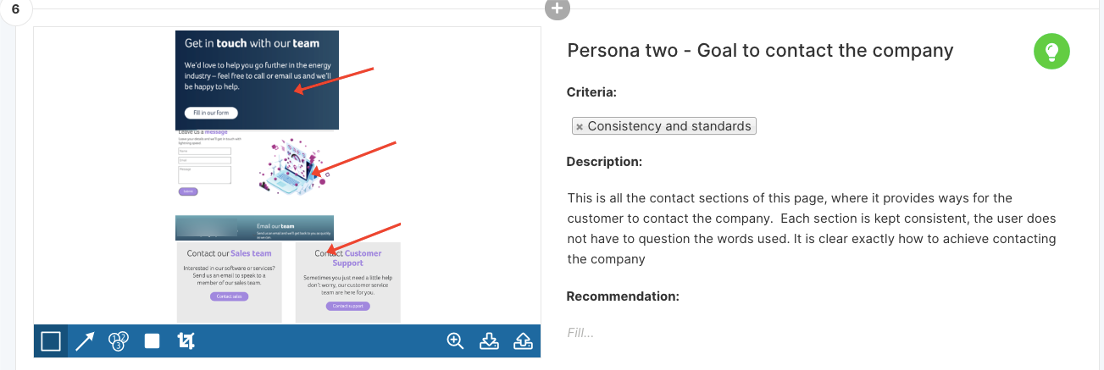 6
Get in touch with our team
We'd love to help you go further in the energy
industry – feel free to call or email us and we'll
be happy to help.
Fill in our form
Leave us a message
Name
Email
Message
Submit
Email our team
Contact our Sales team
Interested in our software or services?
Send us an email to speak to a
member of our sales team.
Contact sales
Contact Customer
Support
Sometimes you just need a little help
don't worry, our customer service
team are here for you.
Contact support
1 2
3
Persona two - Goal to contact the company
Criteria:
× Consistency and standards
Description:
This is all the contact sections of this page, where it provides ways for the
customer to contact the company.  Each section is kept consistent, the user does
not have to question the words used. It is clear exactly how to achieve contacting
the company
Recommendation:
Fill...